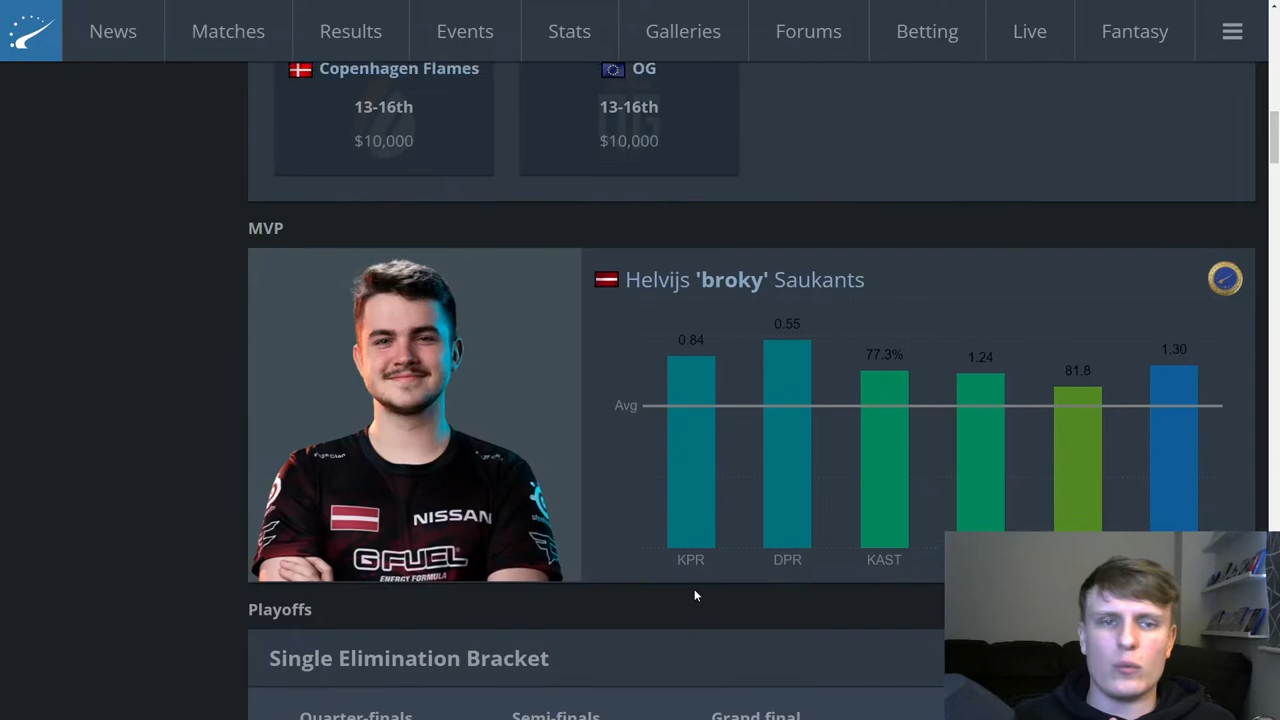 News Matches Results Events Stats Galleries Forums Betting Live Fantasy
Copenhagen Flames OG
13-16th 13-16th
$10,000 $10,000
MVP
Helvijs 'broky' Saukants
0.84 0.55 77.3% 1.24 81.8 1.30
Avg
NISSAN
G FUEL
ENERGY FORMULA
KPR DPR KAST
Playoffs
Single Elimination Bracket
Quarter-finals Semi-finals Grand final